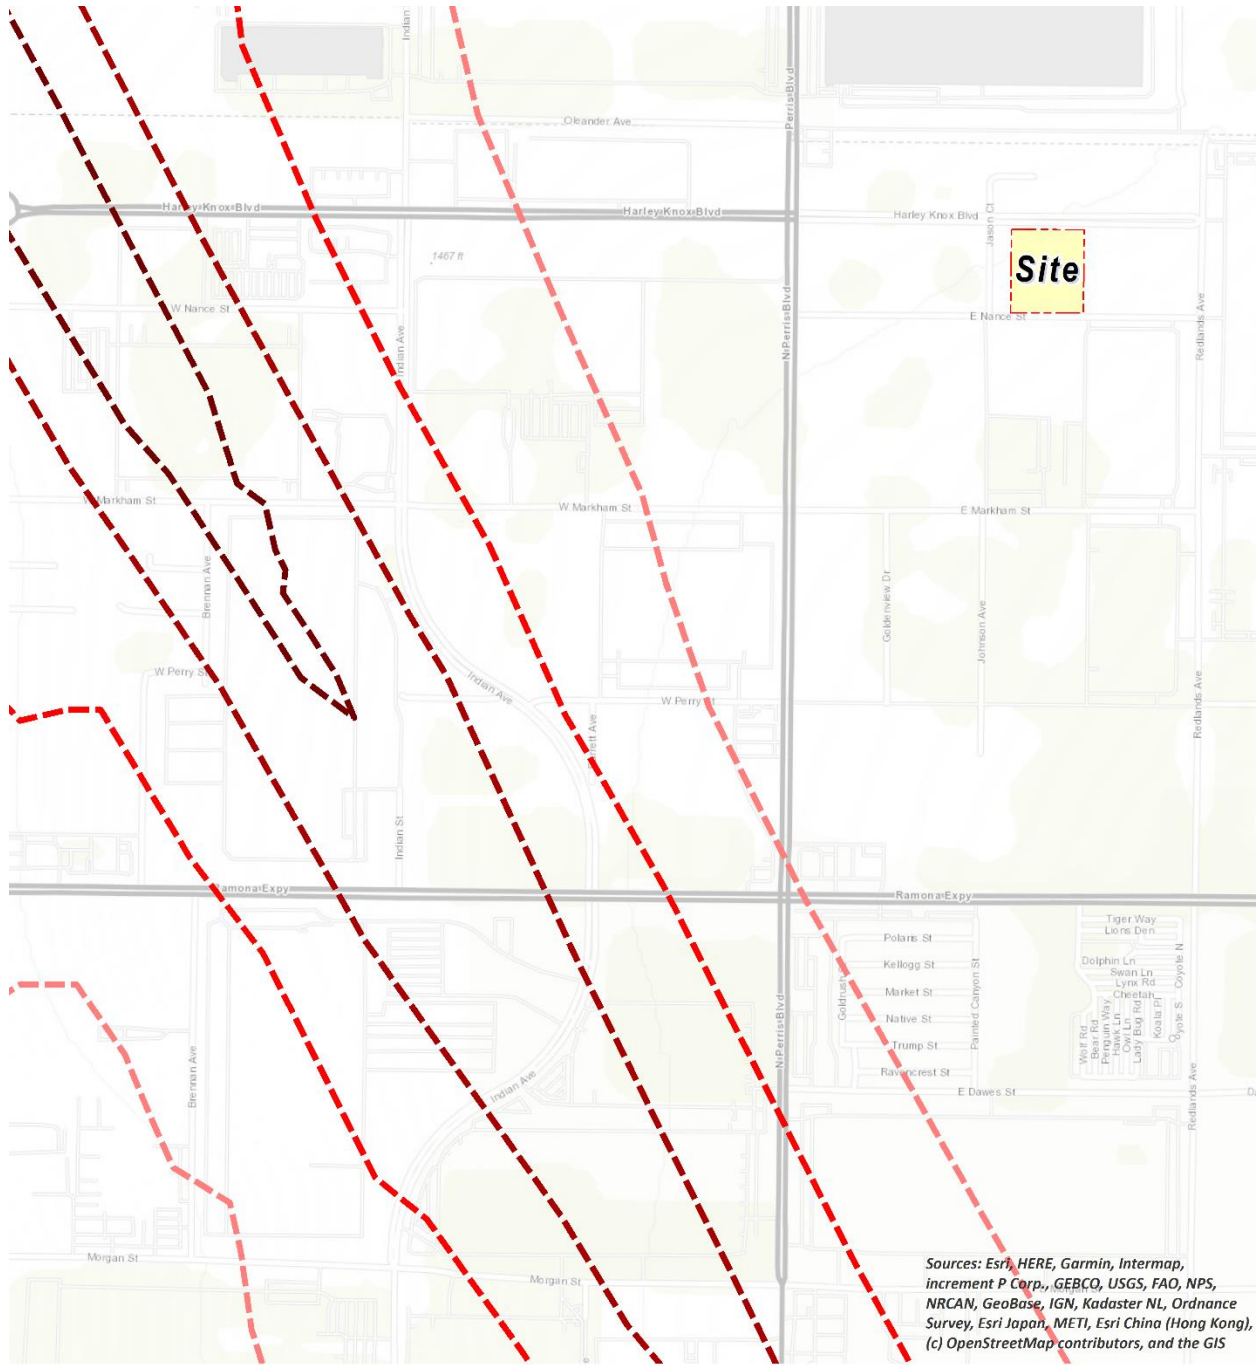 Indian
Perris Blvd
Oleander Ave
Harley Knox Blvd
Harley Knox Blvd
Harley Knox Blvd
Jason Ct
1467 ft
Site
W Nance St
E Nance St
Indian Ave
N Perris Blvd
Redlands Ave
W Markham St
W Markham St
E Markham St
Brennan Ave
Goldenview Dr
Johnson Ave
W Perry St
Indian Ave
W Perry St
Redlands Ave
Indian St
Ramona Expy
Ramona Expy
Tiger Way
Lions Den
Polaris St
Dolphin Ln
Kellogg St
Swan Ln
Lynx Rd
Market St
Cheetah
Goldrush
Painted Canyon St
Coyote N
Native St
Wolf Rd
Bear Rd
Penguin Way
Hawk Ln
Owl Ln
Lady Bug Rd
Koala Pl
Trump St
Ravencrest St
N Perris Blvd
Brennan Ave
Indian Ave
E Dawes St
Redlands Ave
Morgan St
Morgan St
Sources: Esri, HERE, Garmin, Intermap,
increment P Corp., GEBCO, USGS, FAO, NPS,
NRCAN, GeoBase, IGN, Kadaster NL, Ordnance
Survey, Esri Japan, METI, Esri China (Hong Kong),
(c) OpenStreetMap contributors, and the GIS